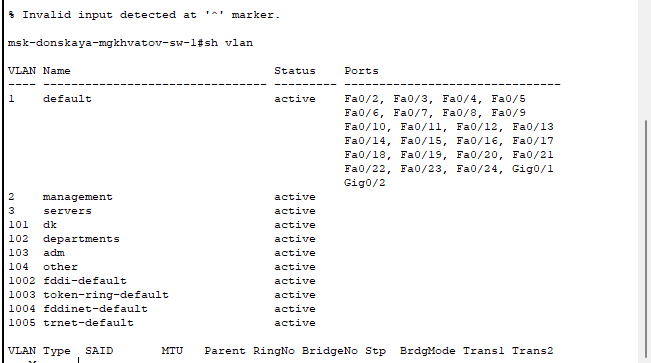 % Invalid input detected at '^' marker.
msk-donskaya-mgkhvatov-sw-1#sh vlan
VLAN Name Status Ports
---- -------------------------------- --------- -------------------------------
1 default active Fa0/2, Fa0/3, Fa0/4, Fa0/5
Fa0/6, Fa0/7, Fa0/8, Fa0/9
Fa0/10, Fa0/11, Fa0/12, Fa0/13
Fa0/14, Fa0/15, Fa0/16, Fa0/17
Fa0/18, Fa0/19, Fa0/20, Fa0/21
Fa0/22, Fa0/23, Fa0/24, Gig0/1
Gig0/2
2 management active
3 servers active
101 dk active
102 departments active
103 adm active
104 other active
1002 fddi-default active
1003 token-ring-default active
1004 fddinet-default active
1005 trnet-default active
VLAN Type SAID MTU Parent RingNo BridgeNo Stp BrdgMode Trans1 Trans2